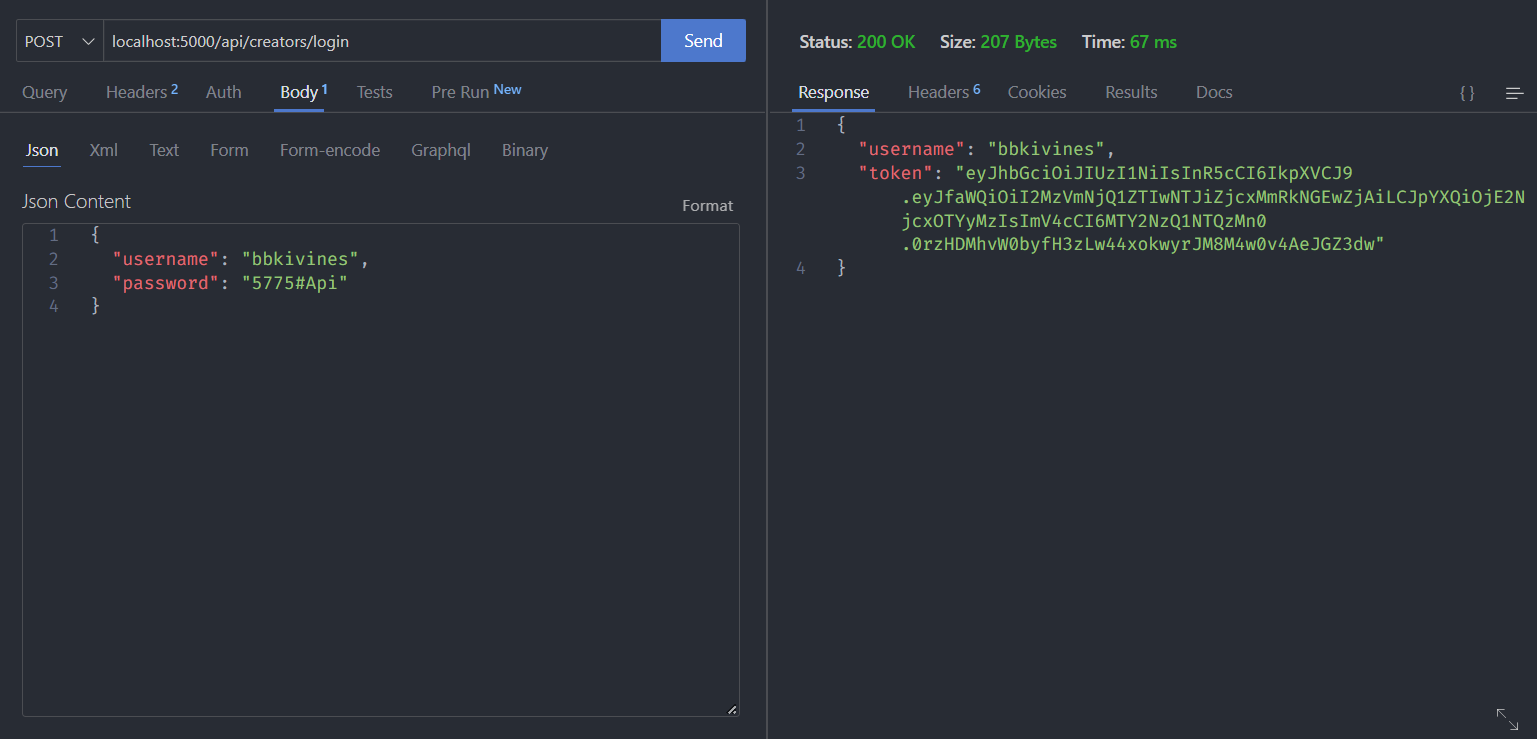 POST localhost:5000/api/creators/login Send
Query Headers 2 Auth Body 1 Tests Pre Run New
Json Xml Text Form Form-encode Graphql Binary
Json Content Format
1 {
2 "username": "bbkivines",
3 "password": "5775#Api"
4 }
Status: 200 OK Size: 207 Bytes Time: 67 ms
Response Headers 6 Cookies Results Docs { }
1 {
2 "username": "bbkivines",
3 "token": "eyJhbGciOiJIUzI1NiIsInR5cCI6IkpXVCJ9
.eyJfaWQiOiI2MzVmNjQ1ZTIwNTJiZjcxMmRkNGEwZjAiLCJpYXQiOjE2N
jcxOTYyMzIsImV4cCI6MTY2NzQ1NTQzMn0
.0rzHDMhvW0byfH3zLw44xokwyrJM8M4w0v4AeJGZ3dw"
4 }